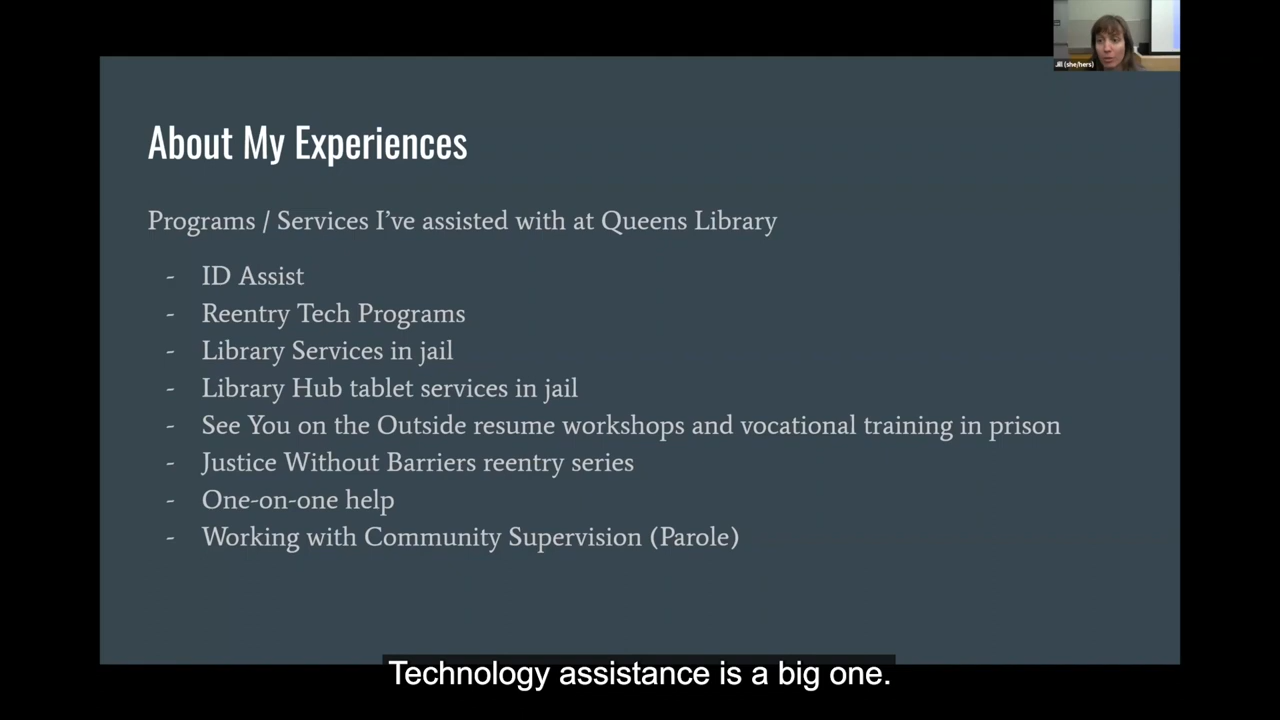 Jill (she/hers)
About My Experiences
Programs / Services I've assisted with at Queens Library
- ID Assist
- Reentry Tech Programs
- Library Services in jail
- Library Hub tablet services in jail
- See You on the Outside resume workshops and vocational training in prison
- Justice Without Barriers reentry series
- One-on-one help
- Working with Community Supervision (Parole)
Technology assistance is a big one.